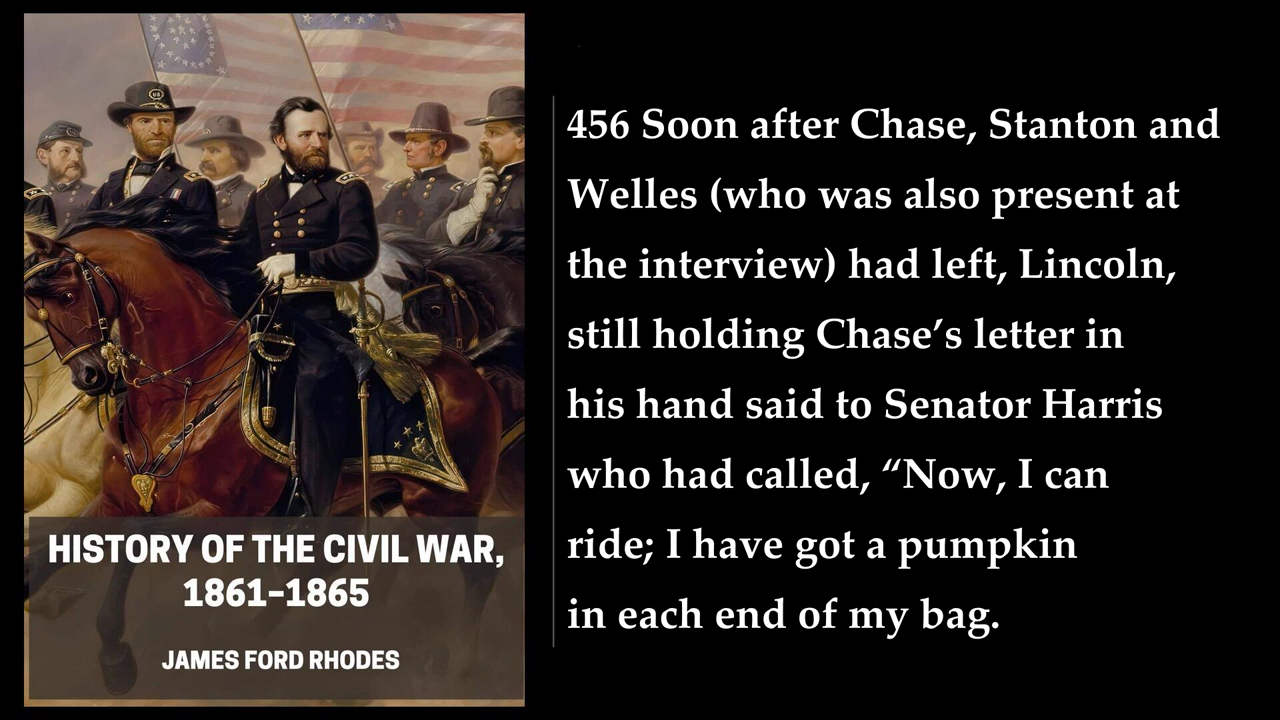 HISTORY OF THE CIVIL WAR,
1861–1865
JAMES FORD RHODES
456 Soon after Chase, Stanton and
Welles (who was also present at
the interview) had left, Lincoln,
still holding Chase’s letter in
his hand said to Senator Harris
who had called, “Now, I can
ride; I have got a pumpkin
in each end of my bag.